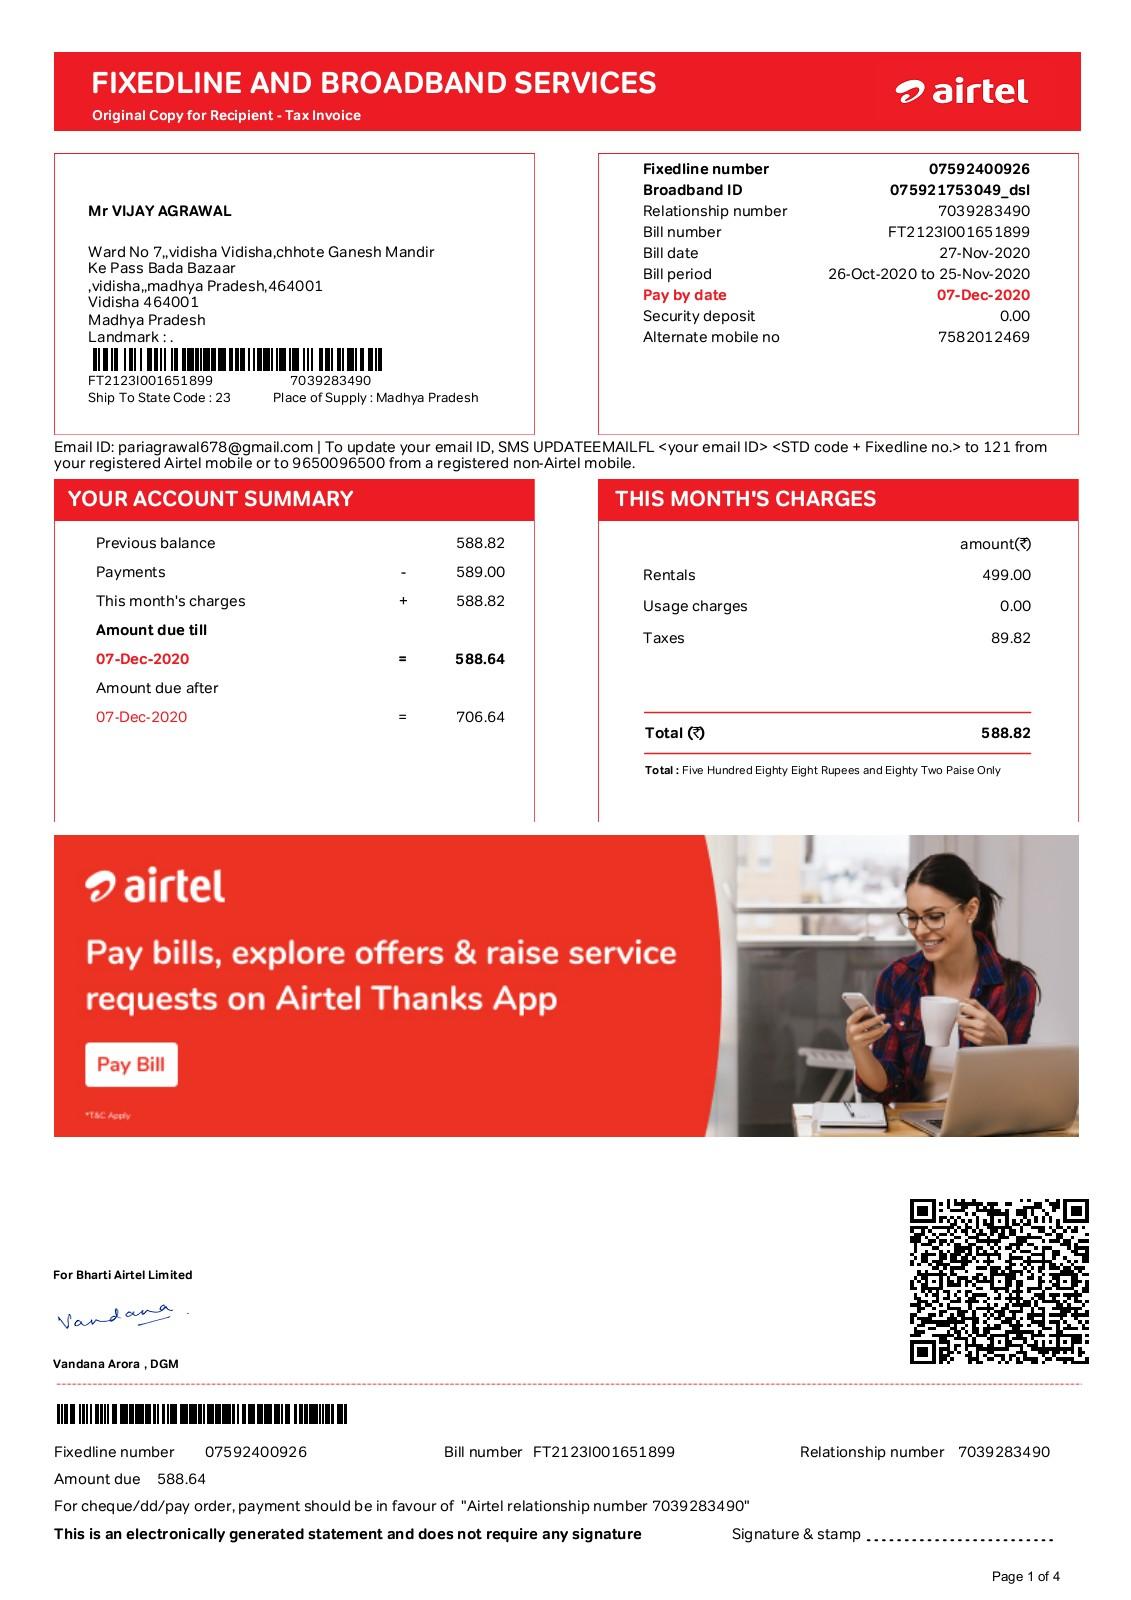 FIXEDLINE AND BROADBAND SERVICES
Original Copy for Recipient - Tax Invoice
airtel
Mr VIJAY AGRAWAL
Ward No 7,,vidisha Vidisha,chhote Ganesh Mandir
Ke Pass Bada Bazaar
,vidisha,,madhya Pradesh,464001
Vidisha 464001
Madhya Pradesh
Landmark : .
FT2123I001651899 7039283490
Ship To State Code : 23 Place of Supply : Madhya Pradesh
Fixedline number 07592400926
Broadband ID 075921753049_dsl
Relationship number 7039283490
Bill number FT2123I001651899
Bill date 27-Nov-2020
Bill period 26-Oct-2020 to 25-Nov-2020
Pay by date 07-Dec-2020
Security deposit 0.00
Alternate mobile no 7582012469
Email ID: pariagrawal678@gmail.com | To update your email ID, SMS UPDATEEMAILFL <your email ID> <STD code + Fixedline no.> to 121 from
your registered Airtel mobile or to 9650096500 from a registered non-Airtel mobile.
YOUR ACCOUNT SUMMARY
Previous balance 588.82
Payments - 589.00
This month's charges + 588.82
Amount due till
07-Dec-2020 = 588.64
Amount due after
07-Dec-2020 = 706.64
THIS MONTH'S CHARGES
amount(₹)
Rentals 499.00
Usage charges 0.00
Taxes 89.82
Total (₹) 588.82
Total : Five Hundred Eighty Eight Rupees and Eighty Two Paise Only
airtel
Pay bills, explore offers & raise service
requests on Airtel Thanks App
Pay Bill
*T&C Apply
For Bharti Airtel Limited
Vandana
Vandana Arora , DGM
Fixedline number 07592400926 Bill number FT2123I001651899 Relationship number 7039283490
Amount due 588.64
For cheque/dd/pay order, payment should be in favour of "Airtel relationship number 7039283490"
This is an electronically generated statement and does not require any signature Signature & stamp
Page 1 of 4